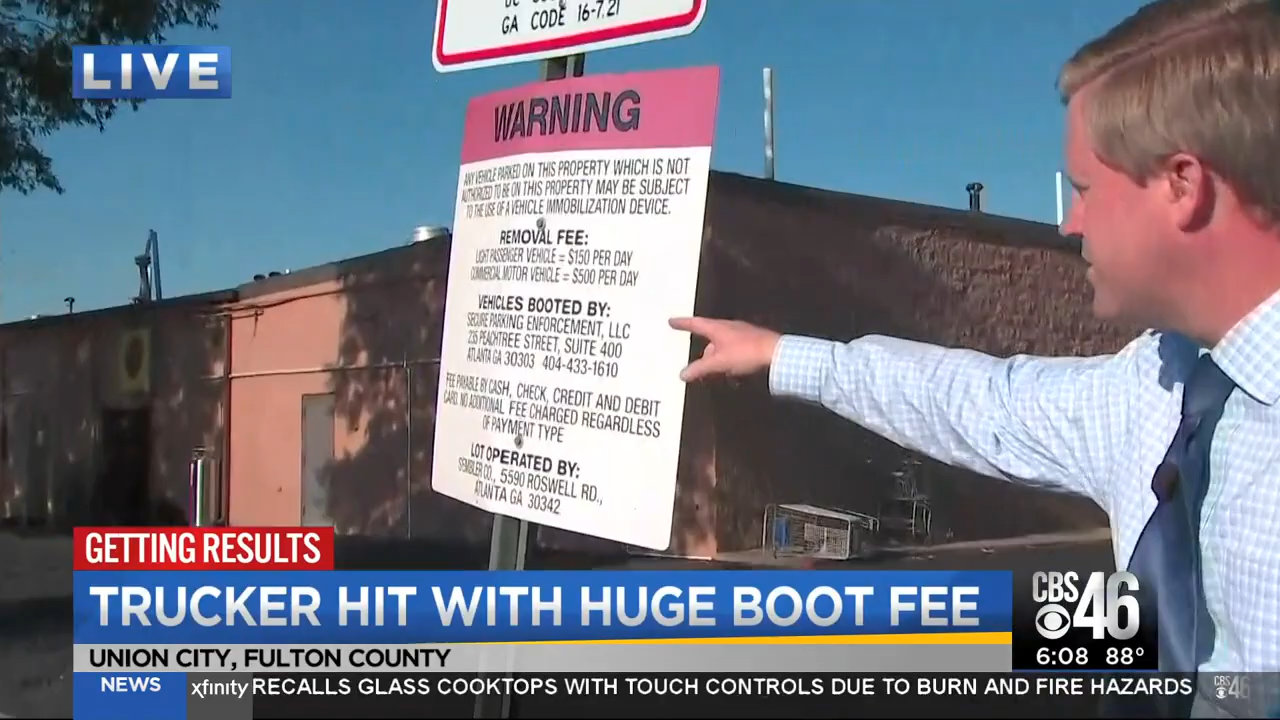 DC CODE
GA CODE 16-7.21
LIVE
WARNING
ANY VEHICLE PARKED ON THIS PROPERTY WHICH IS NOT
AUTHORIZED TO BE ON THIS PROPERTY MAY BE SUBJECT
TO THE USE OF A VEHICLE IMMOBILIZATION DEVICE.
REMOVAL FEE:
LIGHT PASSENGER VEHICLE = $150 PER DAY
COMMERCIAL MOTOR VEHICLE = $500 PER DAY
VEHICLES BOOTED BY:
SECURE PARKING ENFORCEMENT, LLC
235 PEACHTREE STREET, SUITE 400
ATLANTA GA 30303 404-433-1610
FEE PAYABLE BY CASH, CHECK, CREDIT AND DEBIT
CARD. NO ADDITIONAL FEE CHARGED REGARDLESS
OF PAYMENT TYPE
LOT OPERATED BY:
SEMBLER CO., 5590 ROSWELL RD.,
ATLANTA GA 30342
GETTING RESULTS
TRUCKER HIT WITH HUGE BOOT FEE
UNION CITY, FULTON COUNTY
CBS 46
6:08 88°
NEWS xfinity RECALLS GLASS COOKTOPS WITH TOUCH CONTROLS DUE TO BURN AND FIRE HAZARDS CBS 46